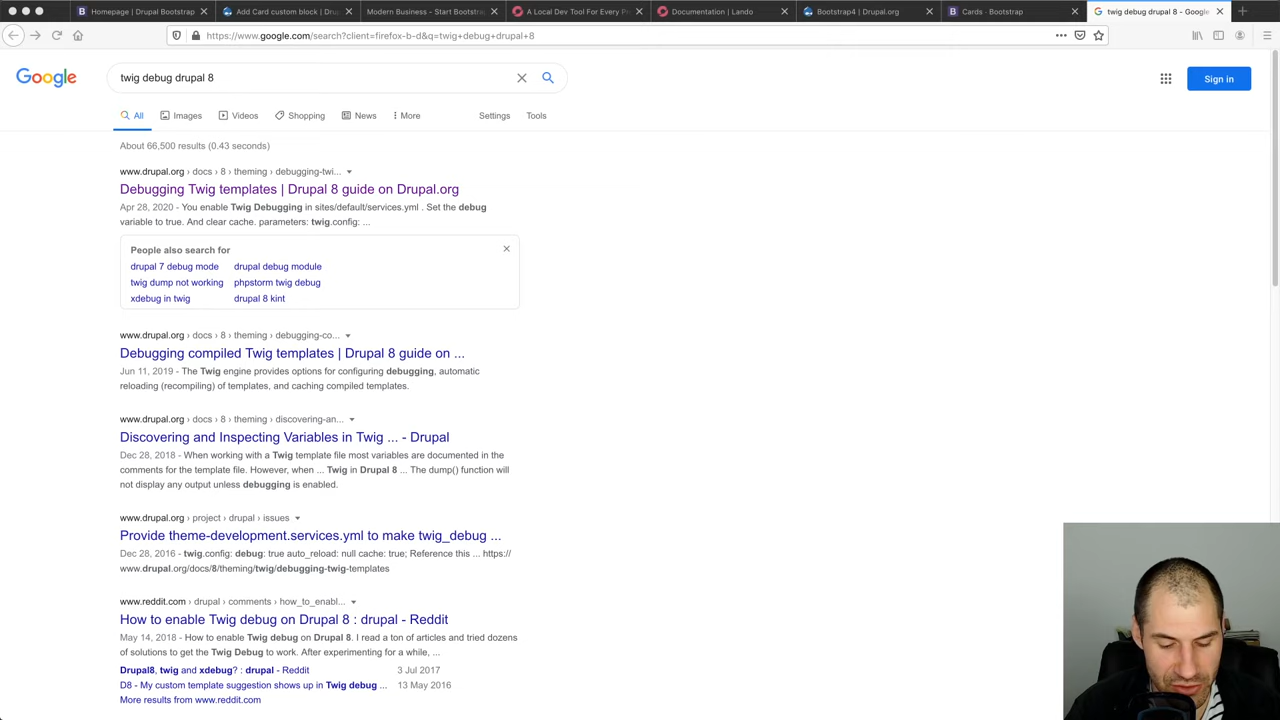 Homepage | Drupal Bootstrap
Add Card custom block | Dru
Modern Business - Start Bootstrap
A Local Dev Tool For Every P
Documentation | Lando
Bootstrap4 | Drupal.org
Cards · Bootstrap
twig debug drupal 8 - Google
https://www.google.com/search?client=firefox-b-d&q=twig+debug+drupal+8
Google
twig debug drupal 8
Sign in
All
Images
Videos
Shopping
News
More
Settings
Tools
About 66,500 results (0.43 seconds)
www.drupal.org › docs › 8 › theming › debugging-twi...
Debugging Twig templates | Drupal 8 guide on Drupal.org
Apr 28, 2020 - You enable Twig Debugging in sites/default/services.yml . Set the debug
variable to true. And clear cache. parameters: twig.config: ...
People also search for
drupal 7 debug mode
drupal debug module
twig dump not working
phpstorm twig debug
xdebug in twig
drupal 8 kint
www.drupal.org › docs › 8 › theming › debugging-co...
Debugging compiled Twig templates | Drupal 8 guide on ...
Jun 11, 2019 - The Twig engine provides options for configuring debugging, automatic
reloading (recompiling) of templates, and caching compiled templates.
www.drupal.org › docs › 8 › theming › discovering-an...
Discovering and Inspecting Variables in Twig ... - Drupal
Dec 28, 2018 - When working with a Twig template file most variables are documented in the
comments for the template file. However, when ... Twig in Drupal 8 ... The dump() function will
not display any output unless debugging is enabled.
www.drupal.org › project › drupal › issues
Provide theme-development.services.yml to make twig_debug ...
Dec 28, 2016 - twig.config: debug: true auto_reload: null cache: true; Reference this ... https://
www.drupal.org/docs/8/theming/twig/debugging-twig-templates
www.reddit.com › drupal › comments › how_to_enabl...
How to enable Twig debug on Drupal 8 : drupal - Reddit
May 14, 2018 - How to enable Twig debug on Drupal 8. I read a ton of articles and tried dozens
of solutions to get the Twig Debug to work. After experimenting for a while, ...
Drupal8, twig and xdebug? : drupal - Reddit
3 Jul 2017
D8 - My custom template suggestion shows up in Twig debug ...
13 May 2016
More results from www.reddit.com